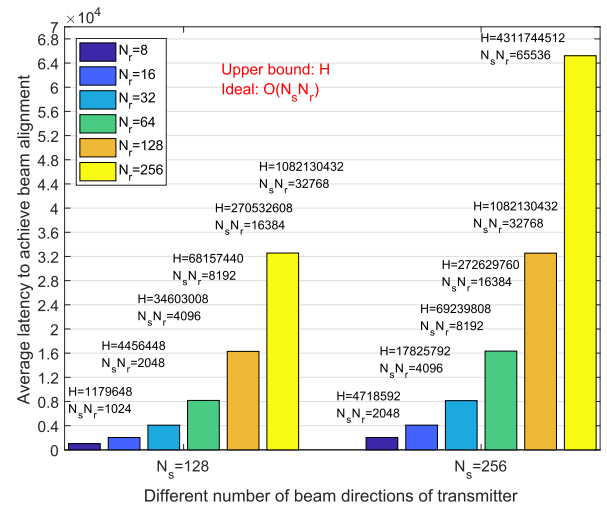 ×10⁴
7
6.8
6.4
6
5.6
5.2
4.8
4.4
4
3.6
3.2
2.8
2.4
2
1.6
1.2
0.8
0.4
0
Average latency to achieve beam alignment
N_r=8
N_r=16
N_r=32
N_r=64
N_r=128
N_r=256
Upper bound: H
Ideal: O(N_sN_r)
H=1179648
N_sN_r=1024
H=4456448
N_sN_r=2048
H=34603008
N_sN_r=4096
H=68157440
N_sN_r=8192
H=270532608
N_sN_r=16384
H=1082130432
N_sN_r=32768
H=4718592
N_sN_r=2048
H=17825792
N_sN_r=4096
H=69239808
N_sN_r=8192
H=272629760
N_sN_r=16384
H=1082130432
N_sN_r=32768
H=4311744512
N_sN_r=65536
N_s=128
N_s=256
Different number of beam directions of transmitter